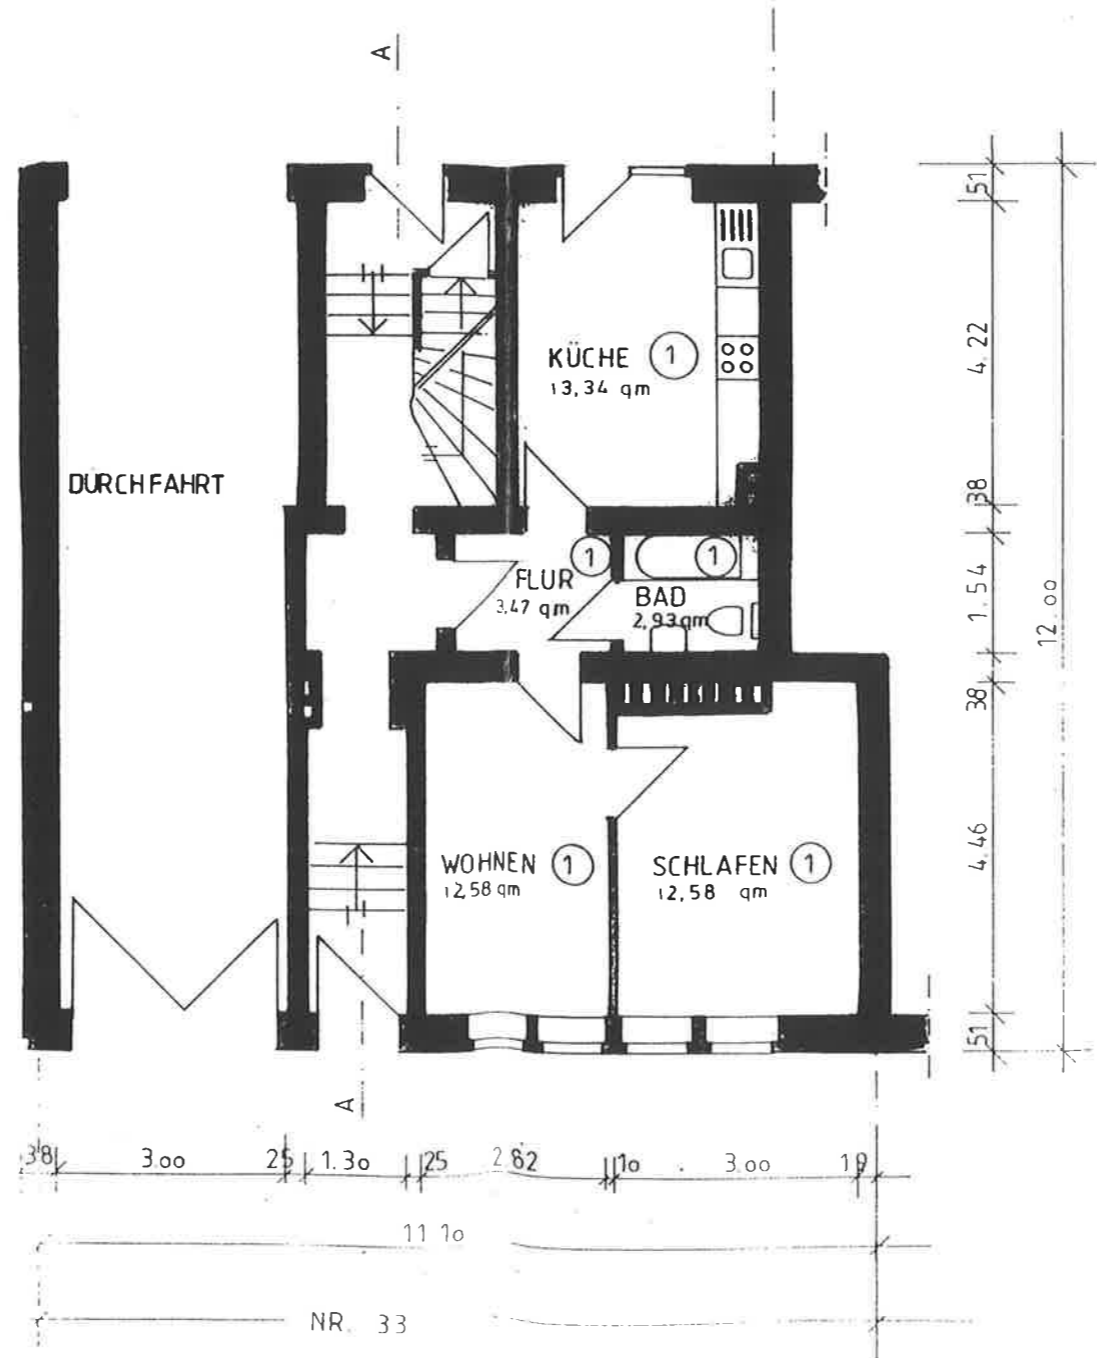 A
KÜCHE 1
13,34 qm
DURCHFAHRT
1
FLUR
3,47 qm
1
BAD
2,93 qm
WOHNEN 1
12,58 qm
SCHLAFEN 1
12,58 qm
A
51
4.22
38
1.54
38
4.46
51
12.00
38 3.00 25 1.30 25 2.62 10 3.00 19
11.10
NR. 33